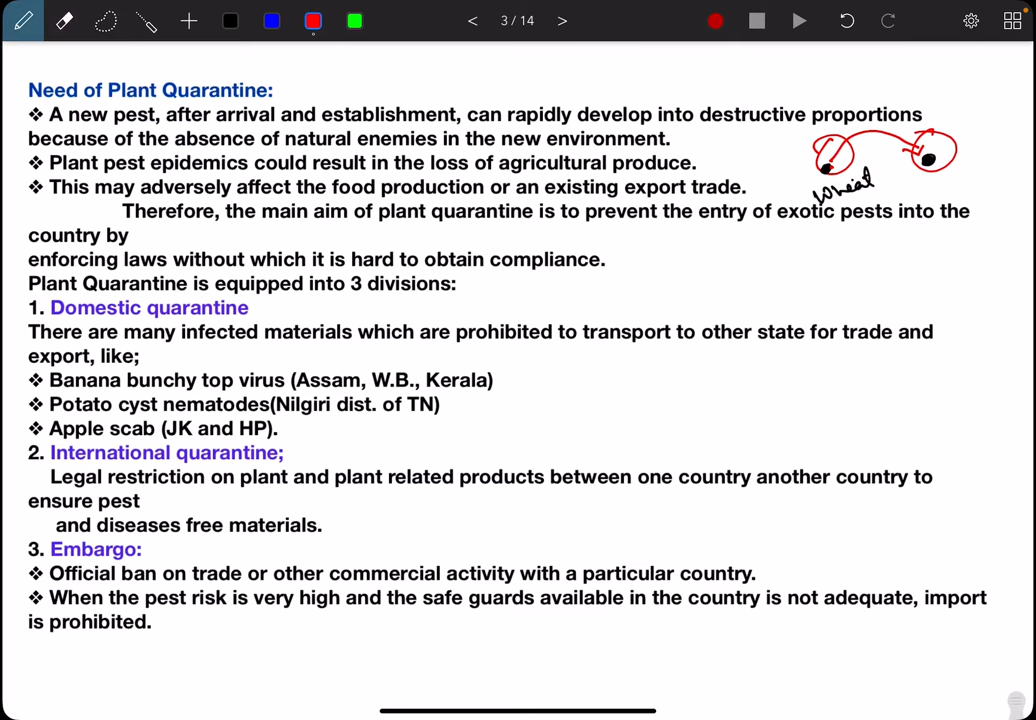 3 / 14
Need of Plant Quarantine:
❖ A new pest, after arrival and establishment, can rapidly develop into destructive proportions
because of the absence of natural enemies in the new environment.
❖ Plant pest epidemics could result in the loss of agricultural produce.
❖ This may adversely affect the food production or an existing export trade.
wheat
Therefore, the main aim of plant quarantine is to prevent the entry of exotic pests into the
country by
enforcing laws without which it is hard to obtain compliance.
Plant Quarantine is equipped into 3 divisions:
1. Domestic quarantine
There are many infected materials which are prohibited to transport to other state for trade and
export, like;
❖ Banana bunchy top virus (Assam, W.B., Kerala)
❖ Potato cyst nematodes(Nilgiri dist. of TN)
❖ Apple scab (JK and HP).
2. International quarantine;
Legal restriction on plant and plant related products between one country another country to
ensure pest
and diseases free materials.
3. Embargo:
❖ Official ban on trade or other commercial activity with a particular country.
❖ When the pest risk is very high and the safe guards available in the country is not adequate, import
is prohibited.